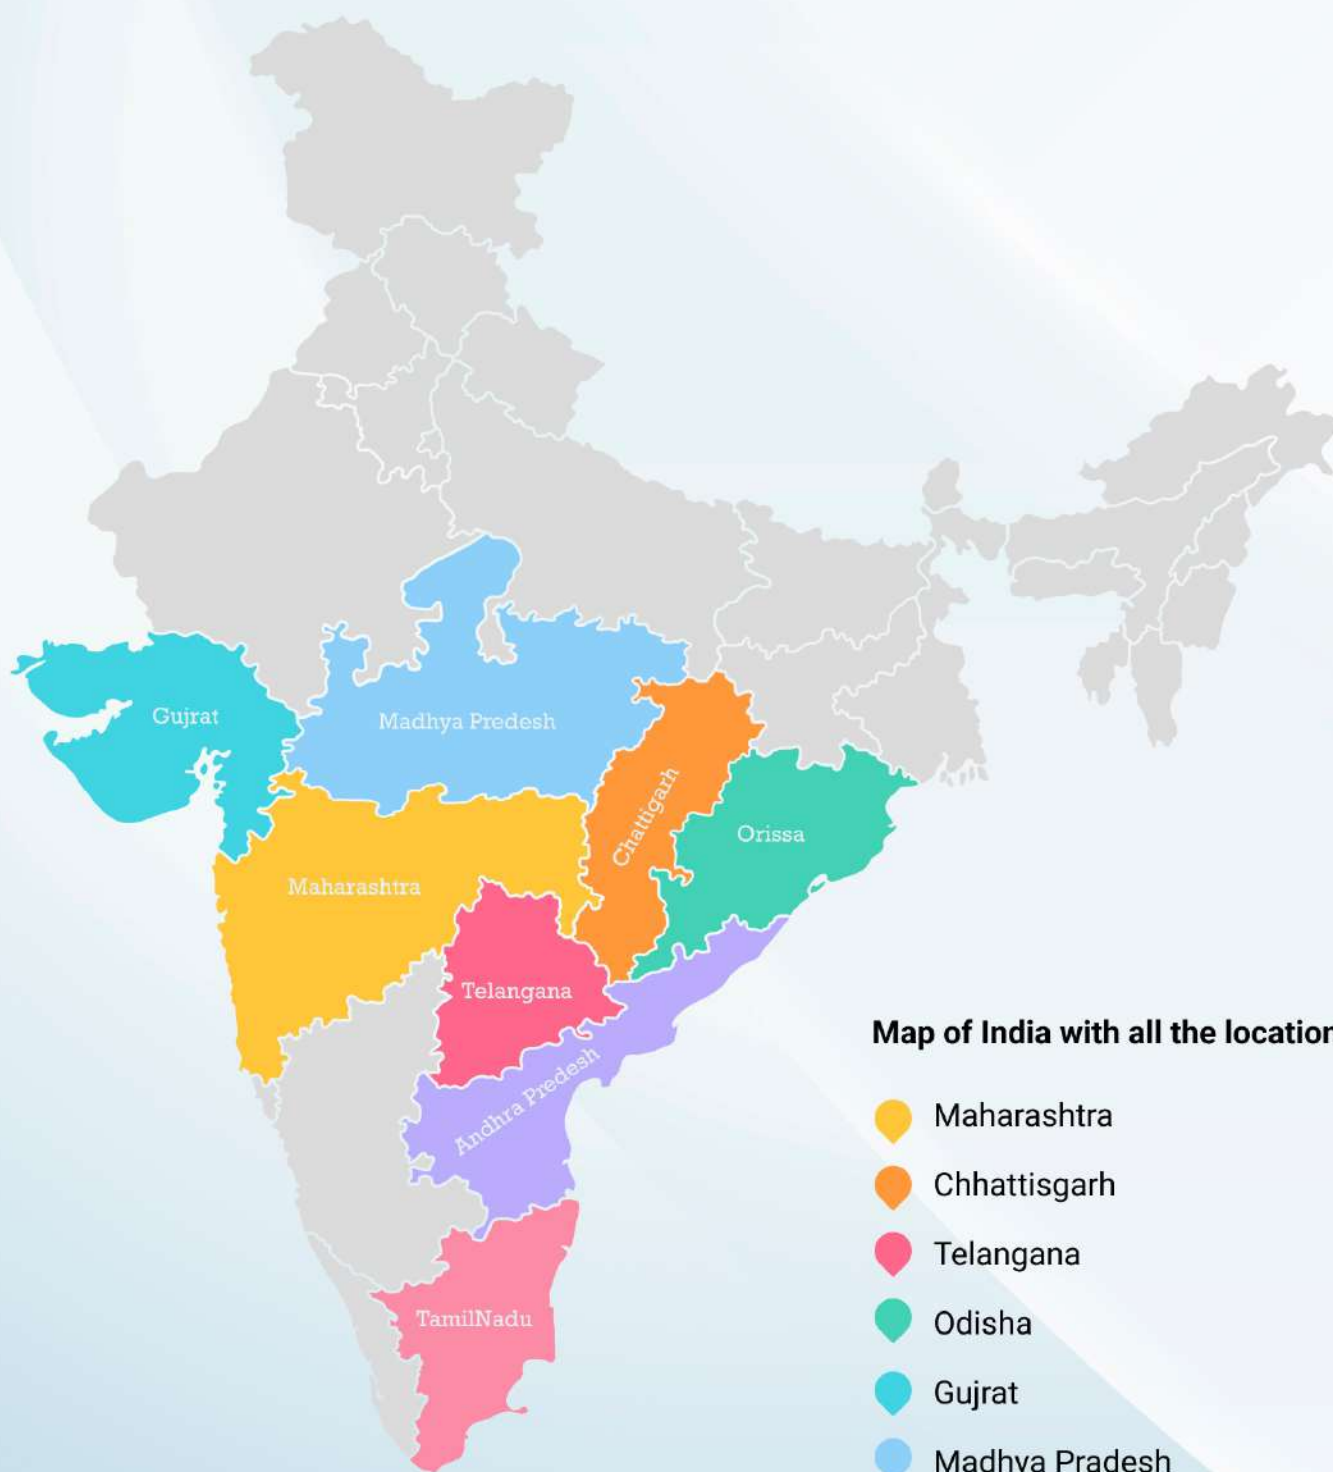 Gujrat
Madhya Predesh
Chattigarh
Orissa
Maharashtra
Telangana
Andhra Predesh
TamilNadu
Map of India with all the location
Maharashtra
Chhattisgarh
Telangana
Odisha
Gujrat
Madhya Pradesh